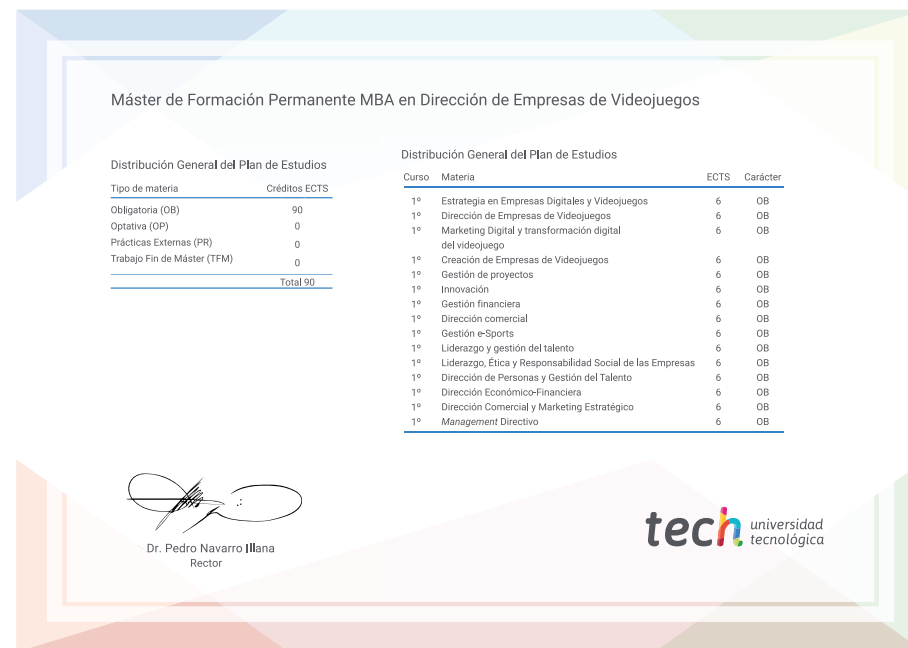 Máster de Formación Permanente MBA en Dirección de Empresas de Videojuegos
Distribución General del Plan de Estudios
Tipo de materia Créditos ECTS
Obligatoria (OB) 90
Optativa (OP) 0
Prácticas Externas (PR) 0
Trabajo Fin de Máster (TFM) 0
Total 90
Distribución General del Plan de Estudios
Curso Materia ECTS Carácter
1º Estrategia en Empresas Digitales y Videojuegos 6 OB
1º Dirección de Empresas de Videojuegos 6 OB
1º Marketing Digital y transformación digital 6 OB
del videojuego
1º Creación de Empresas de Videojuegos 6 OB
1º Gestión de proyectos 6 OB
1º Innovación 6 OB
1º Gestión financiera 6 OB
1º Dirección comercial 6 OB
1º Gestión e-Sports 6 OB
1º Liderazgo y gestión del talento 6 OB
1º Liderazgo, Ética y Responsabilidad Social de las Empresas 6 OB
1º Dirección de Personas y Gestión del Talento 6 OB
1º Dirección Económico-Financiera 6 OB
1º Dirección Comercial y Marketing Estratégico 6 OB
1º Management Directivo 6 OB
Dr. Pedro Navarro Illana
Rector
tech universidad
tecnológica